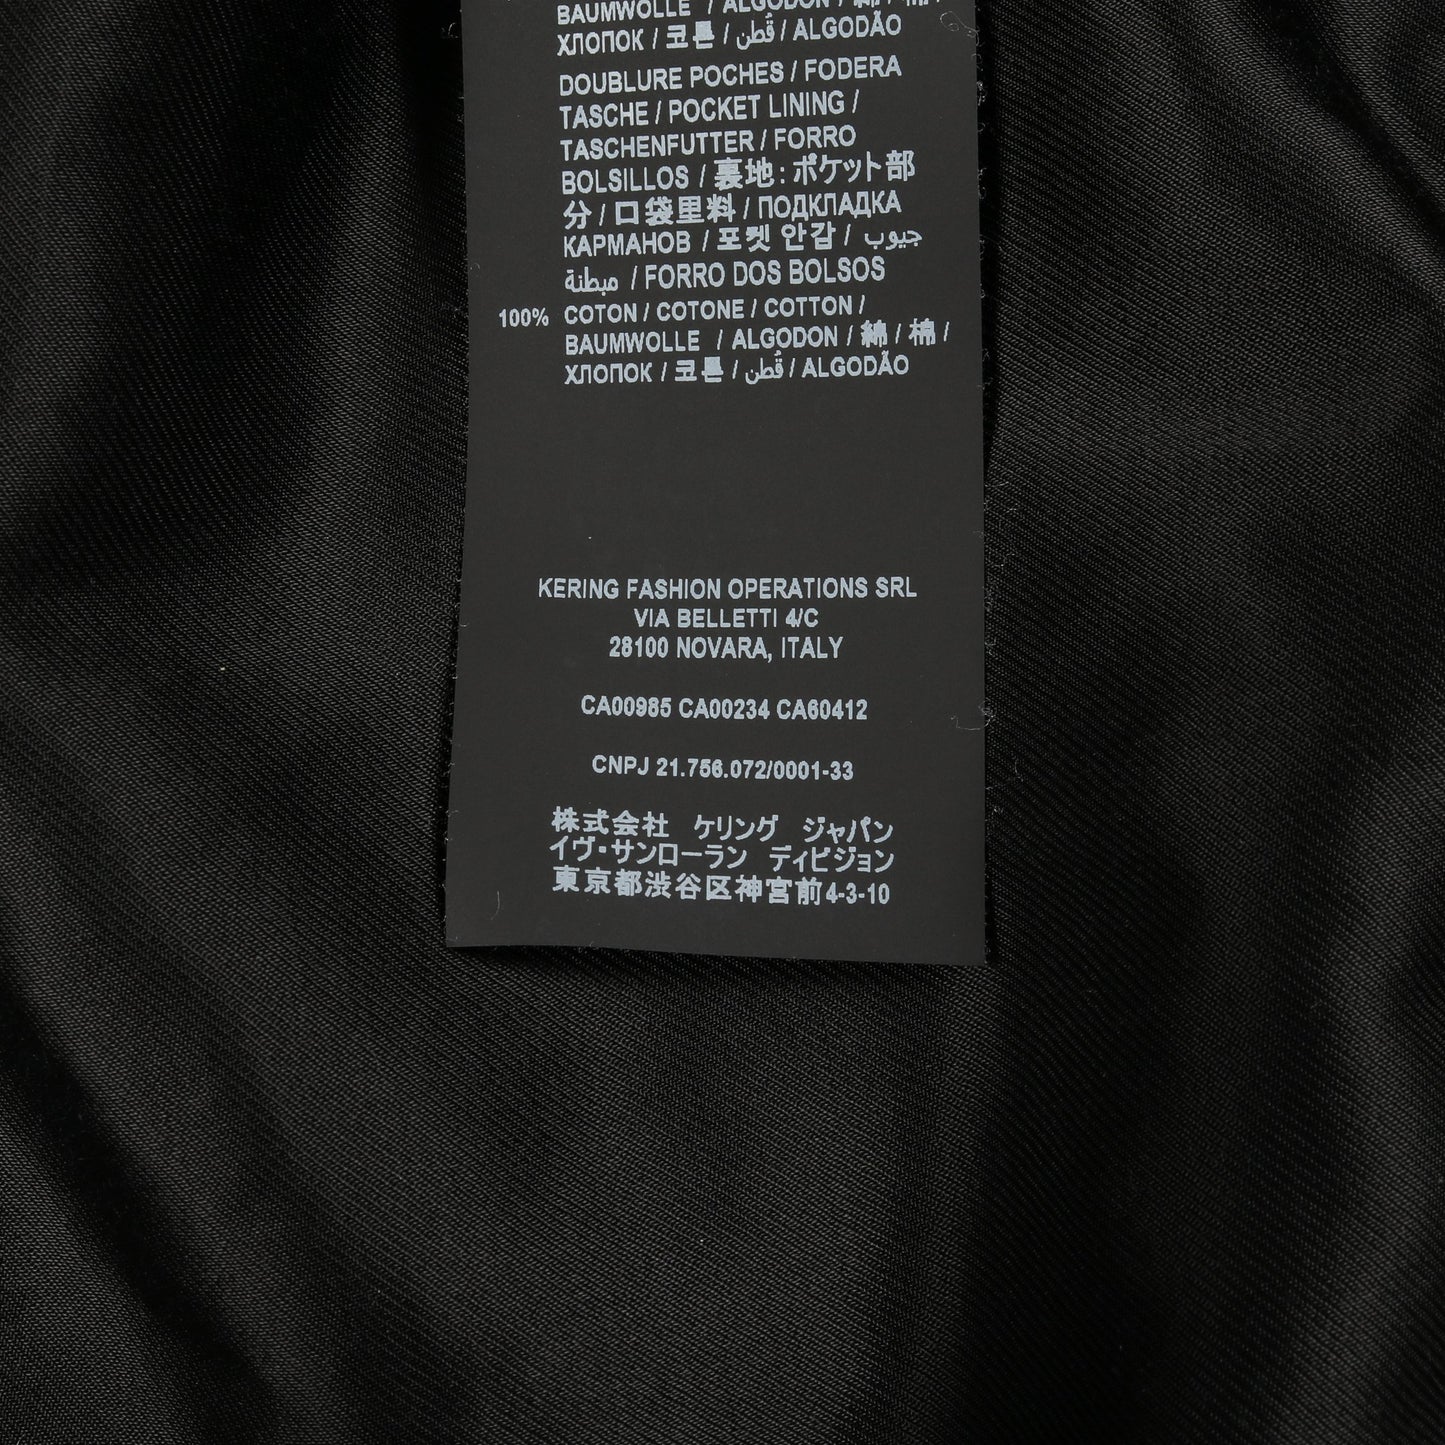 BAUMWOLLE / ALGODON / 綿 / 棉 /
ХЛОПОК / 코튼 / قُطن / ALGODÃO
DOUBLURE POCHES / FODERA
TASCHE / POCKET LINING /
TASCHENFUTTER / FORRO
BOLSILLOS / 裏地 : ポケット部
分 / 口袋里料 / ПОДКЛАДКА
КАРМАНОВ / 포켓 안감 / جيوب
مبطنة / FORRO DOS BOLSOS
100% COTON / COTONE / COTTON /
BAUMWOLLE / ALGODON / 綿 / 棉 /
ХЛОПОК / 코튼 / قُطن / ALGODÃO
KERING FASHION OPERATIONS SRL
VIA BELLETTI 4/C
28100 NOVARA, ITALY
CA00985 CA00234 CA60412
CNPJ 21.756.072/0001-33
株式会社 ケリング ジャパン
イヴ・サンローラン ディビジョン
東京都渋谷区神宮前4-3-10